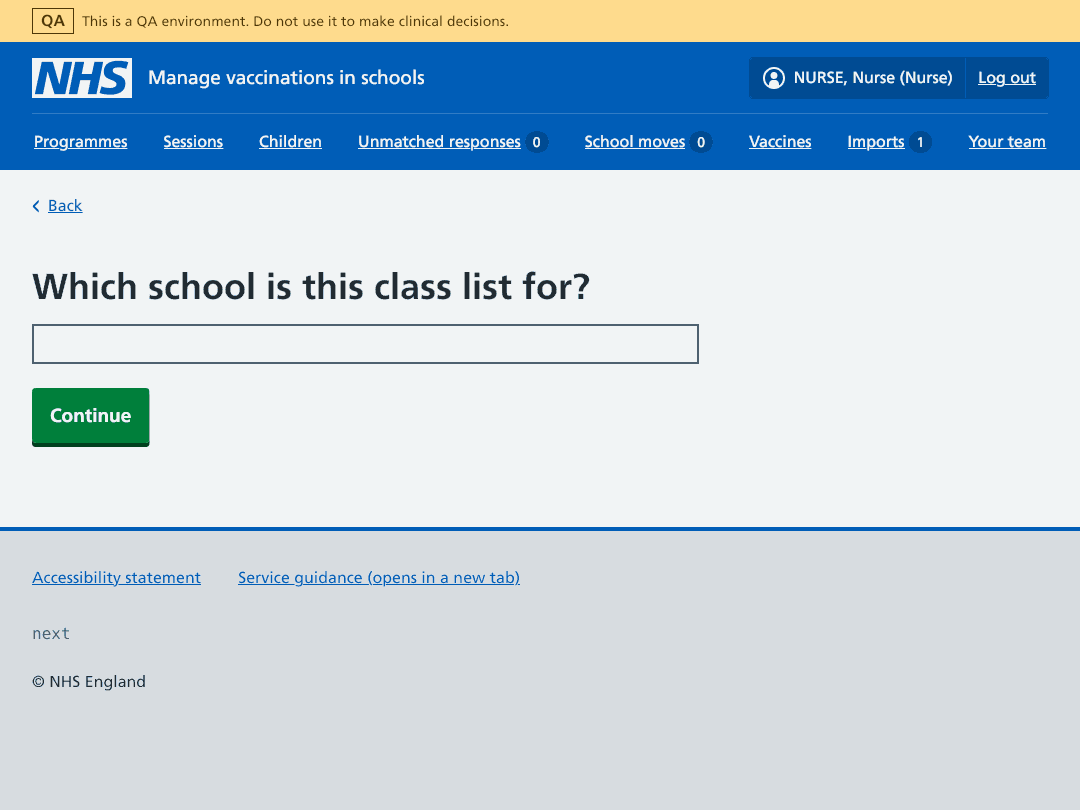 QA This is a QA environment. Do not use it to make clinical decisions.
NHS Manage vaccinations in schools NURSE, Nurse (Nurse) Log out
Programmes Sessions Children Unmatched responses 0 School moves 0 Vaccines Imports 1 Your team
Back
Which school is this class list for?
Continue
Accessibility statement Service guidance (opens in a new tab)
next
© NHS England